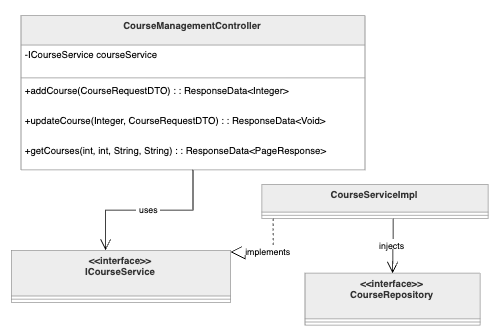 CourseManagementController
-ICourseService courseService
+addCourse(CourseRequestDTO) : : ResponseData<Integer>
+updateCourse(Integer, CourseRequestDTO) : : ResponseData<Void>
+getCourses(int, int, String, String) : : ResponseData<PageResponse>
uses
CourseServiceImpl
implements
injects
<<interface>>
ICourseService
<<interface>>
CourseRepository